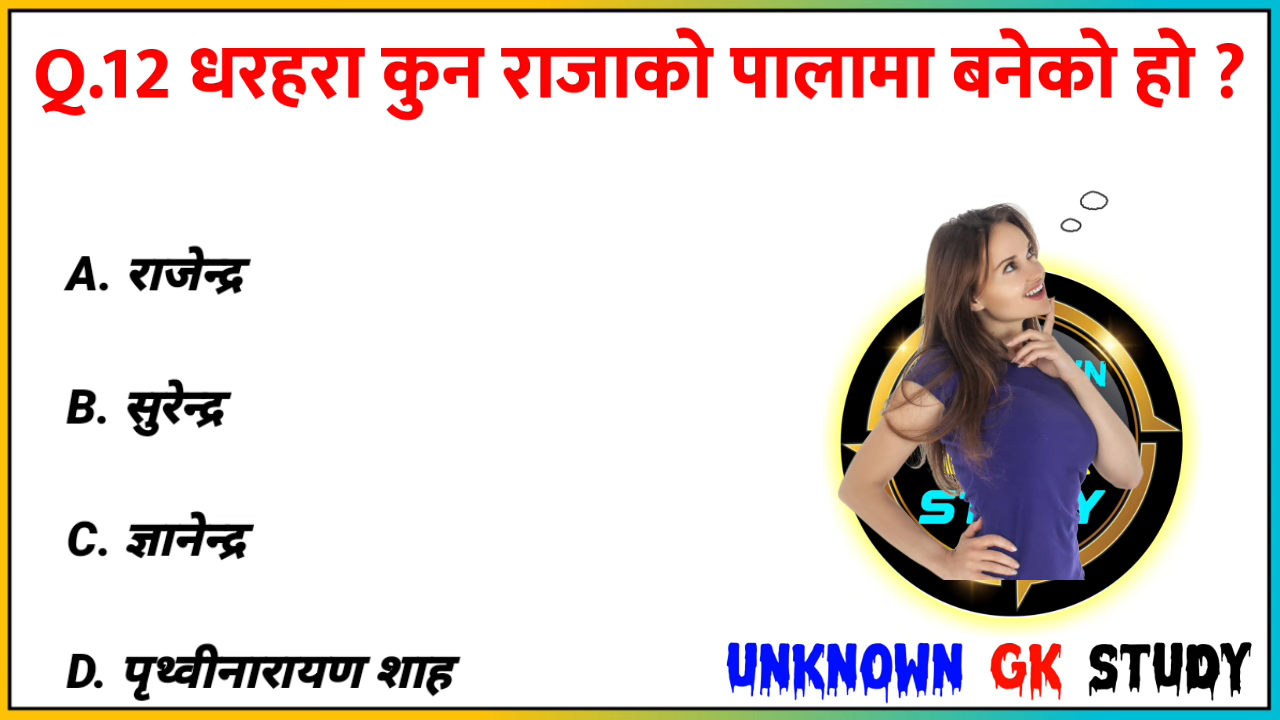 Q.12 धरहरा कुन राजाको पालामा बनेको हो ?
A. राजेन्द्र
B. सुरेन्द्र
C. ज्ञानेन्द्र
D. पृथ्वीनारायण शाह
UNKNOWN GK STUDY